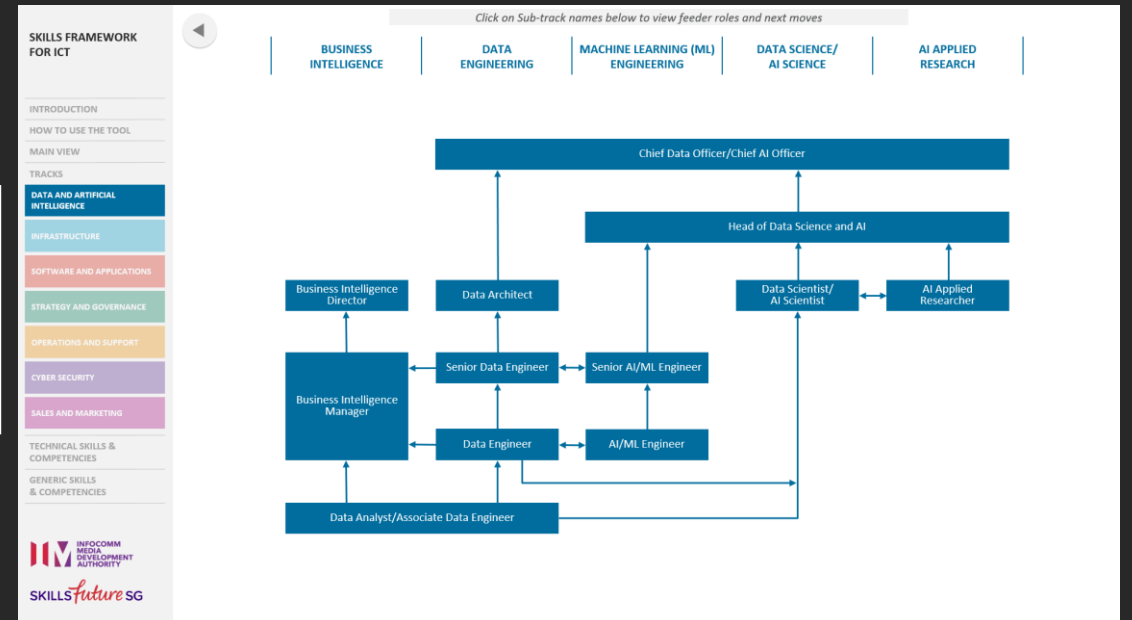 SKILLS FRAMEWORK
FOR ICT
INTRODUCTION
HOW TO USE THE TOOL
MAIN VIEW
TRACKS
DATA AND ARTIFICIAL
INTELLIGENCE
INFRASTRUCTURE
SOFTWARE AND APPLICATIONS
STRATEGY AND GOVERNANCE
OPERATIONS AND SUPPORT
CYBER SECURITY
SALES AND MARKETING
TECHNICAL SKILLS &
COMPETENCIES
GENERIC SKILLS
& COMPETENCIES
INFOCOMM
MEDIA
DEVELOPMENT
AUTHORITY
SKILLS future SG
Click on Sub-track names below to view feeder roles and next moves
BUSINESS
INTELLIGENCE
DATA
ENGINEERING
MACHINE LEARNING (ML)
ENGINEERING
DATA SCIENCE/
AI SCIENCE
AI APPLIED
RESEARCH
Chief Data Officer/Chief AI Officer
Head of Data Science and AI
Business Intelligence
Director
Data Architect
Data Scientist/
AI Scientist
AI Applied
Researcher
Business Intelligence
Manager
Senior Data Engineer
Senior AI/ML Engineer
Data Engineer
AI/ML Engineer
Data Analyst/Associate Data Engineer